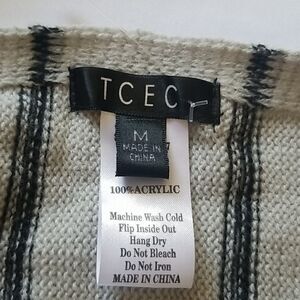 TCEC
M
MADE IN
CHINA
100% ACRYLIC
Machine Wash Cold
Flip Inside Out
Hang Dry
Do Not Bleach
Do Not Iron
MADE IN CHINA